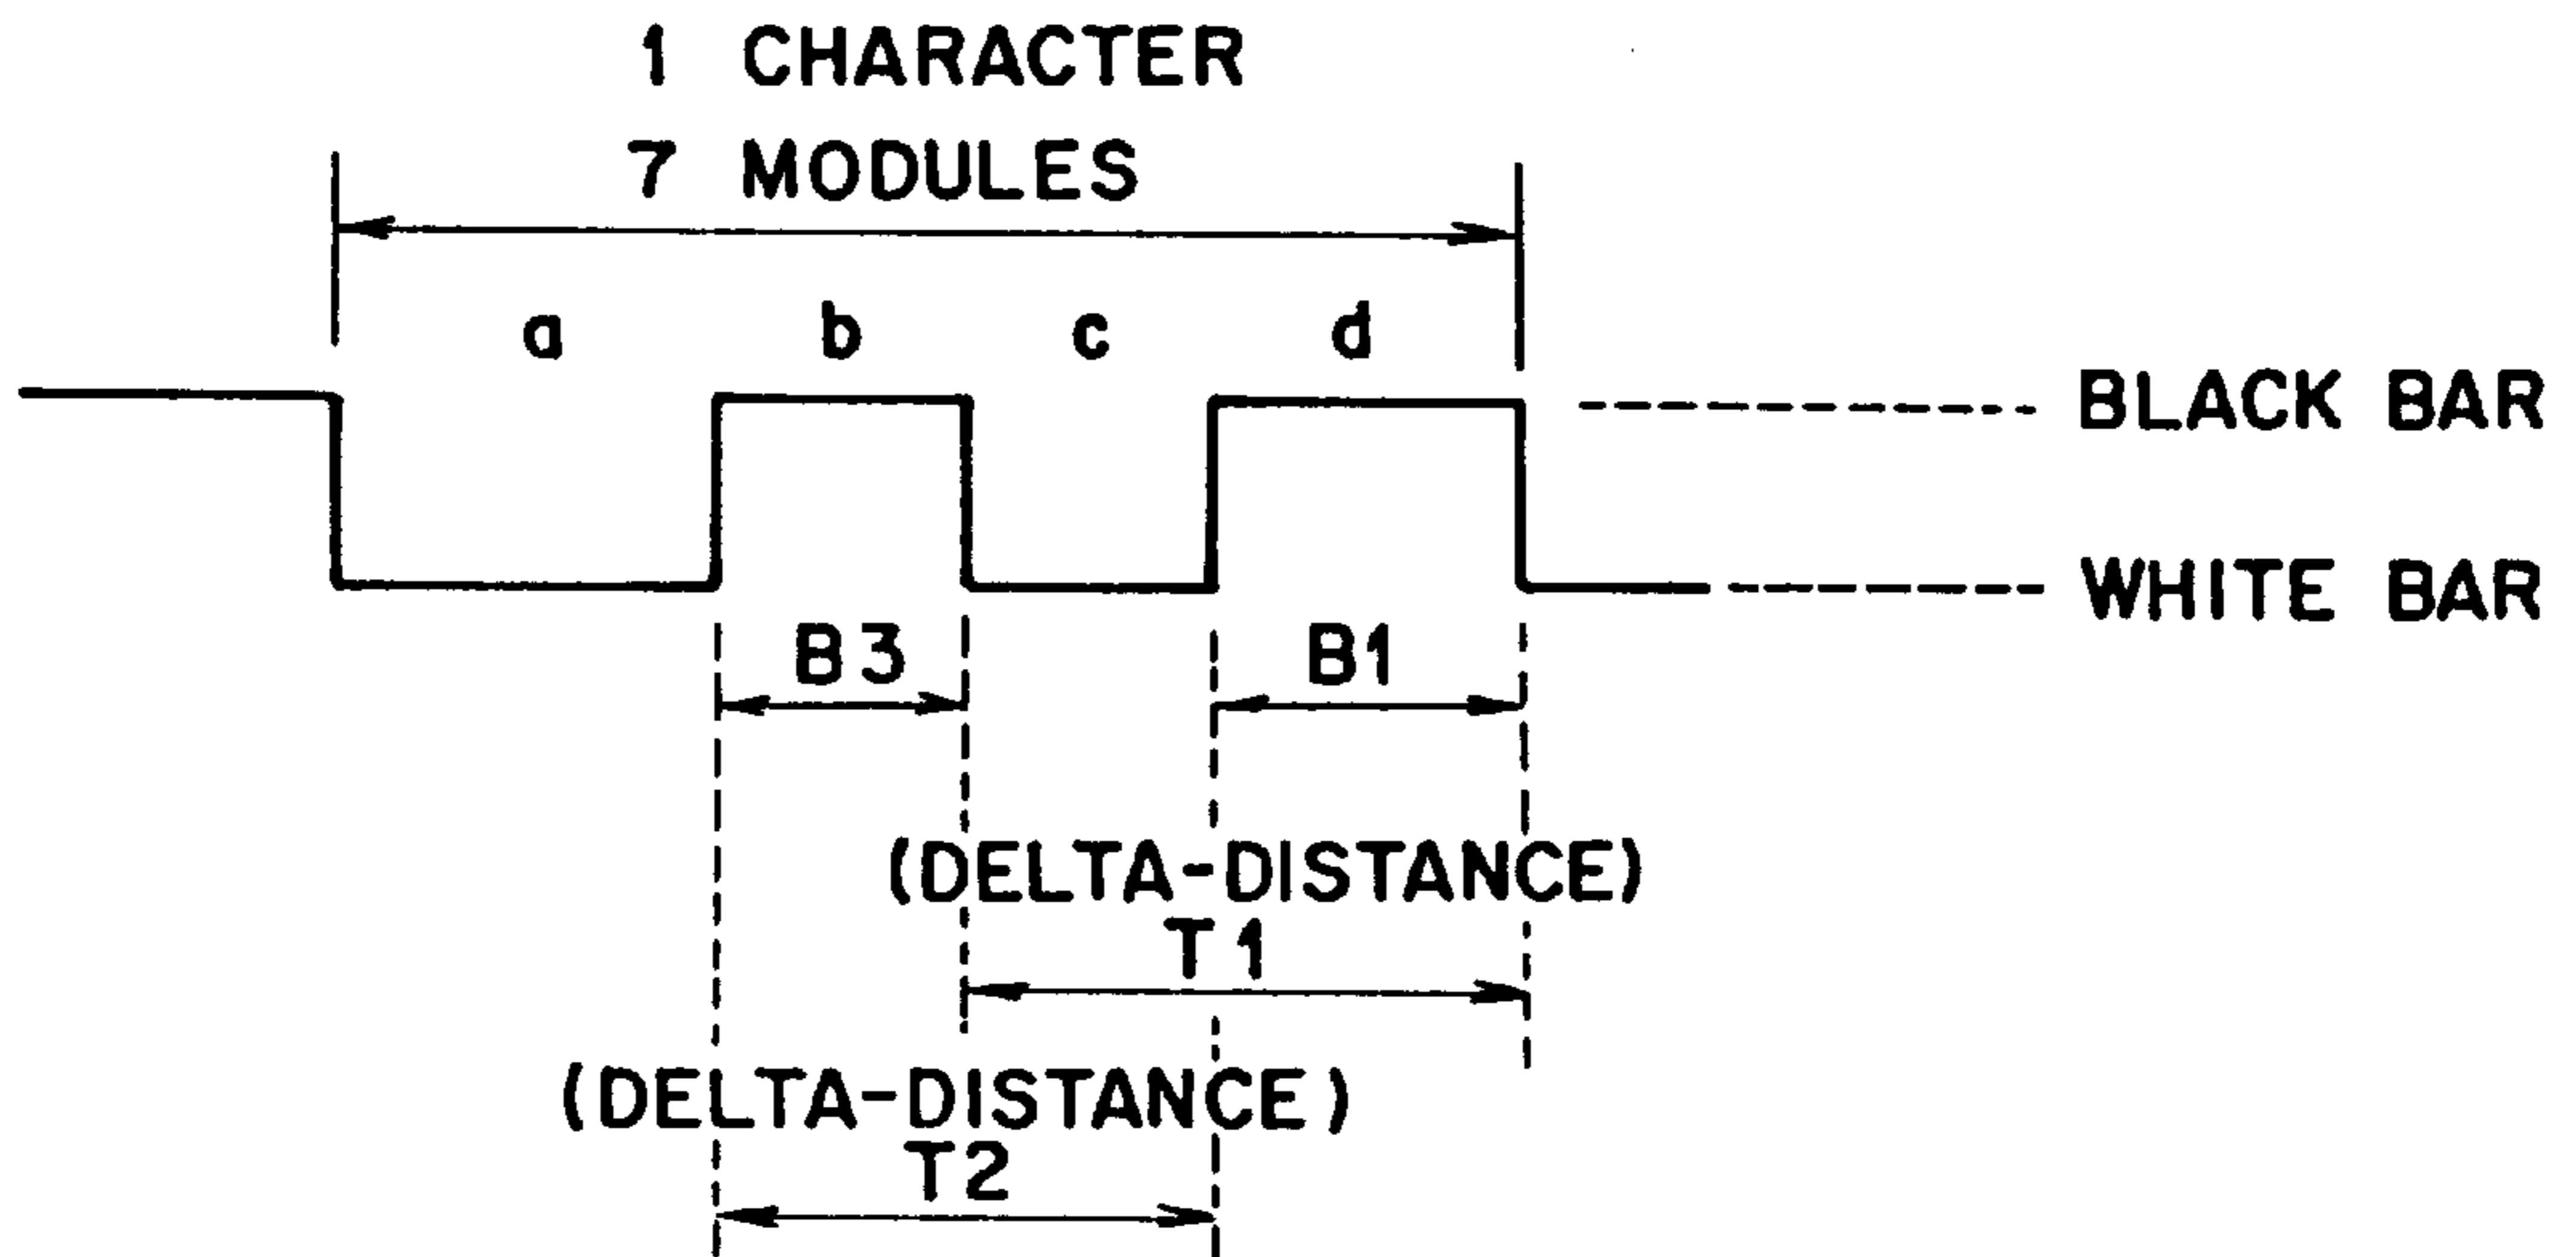 1 CHARACTER
7 MODULES
a b c d
BLACK BAR
WHITE BAR
B3 B1
(DELTA-DISTANCE)
T1
(DELTA-DISTANCE)
T2